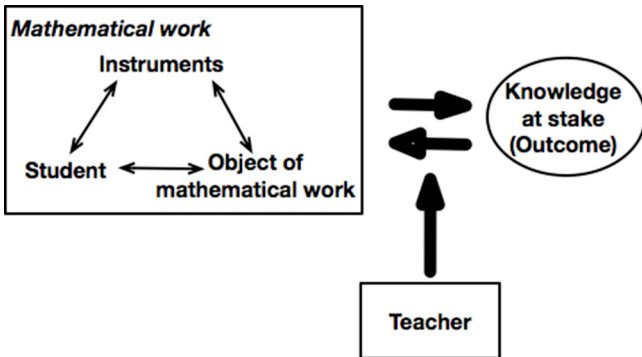 Mathematical work
Instruments
Student
Object of
mathematical work
Knowledge
at stake
(Outcome)
Teacher